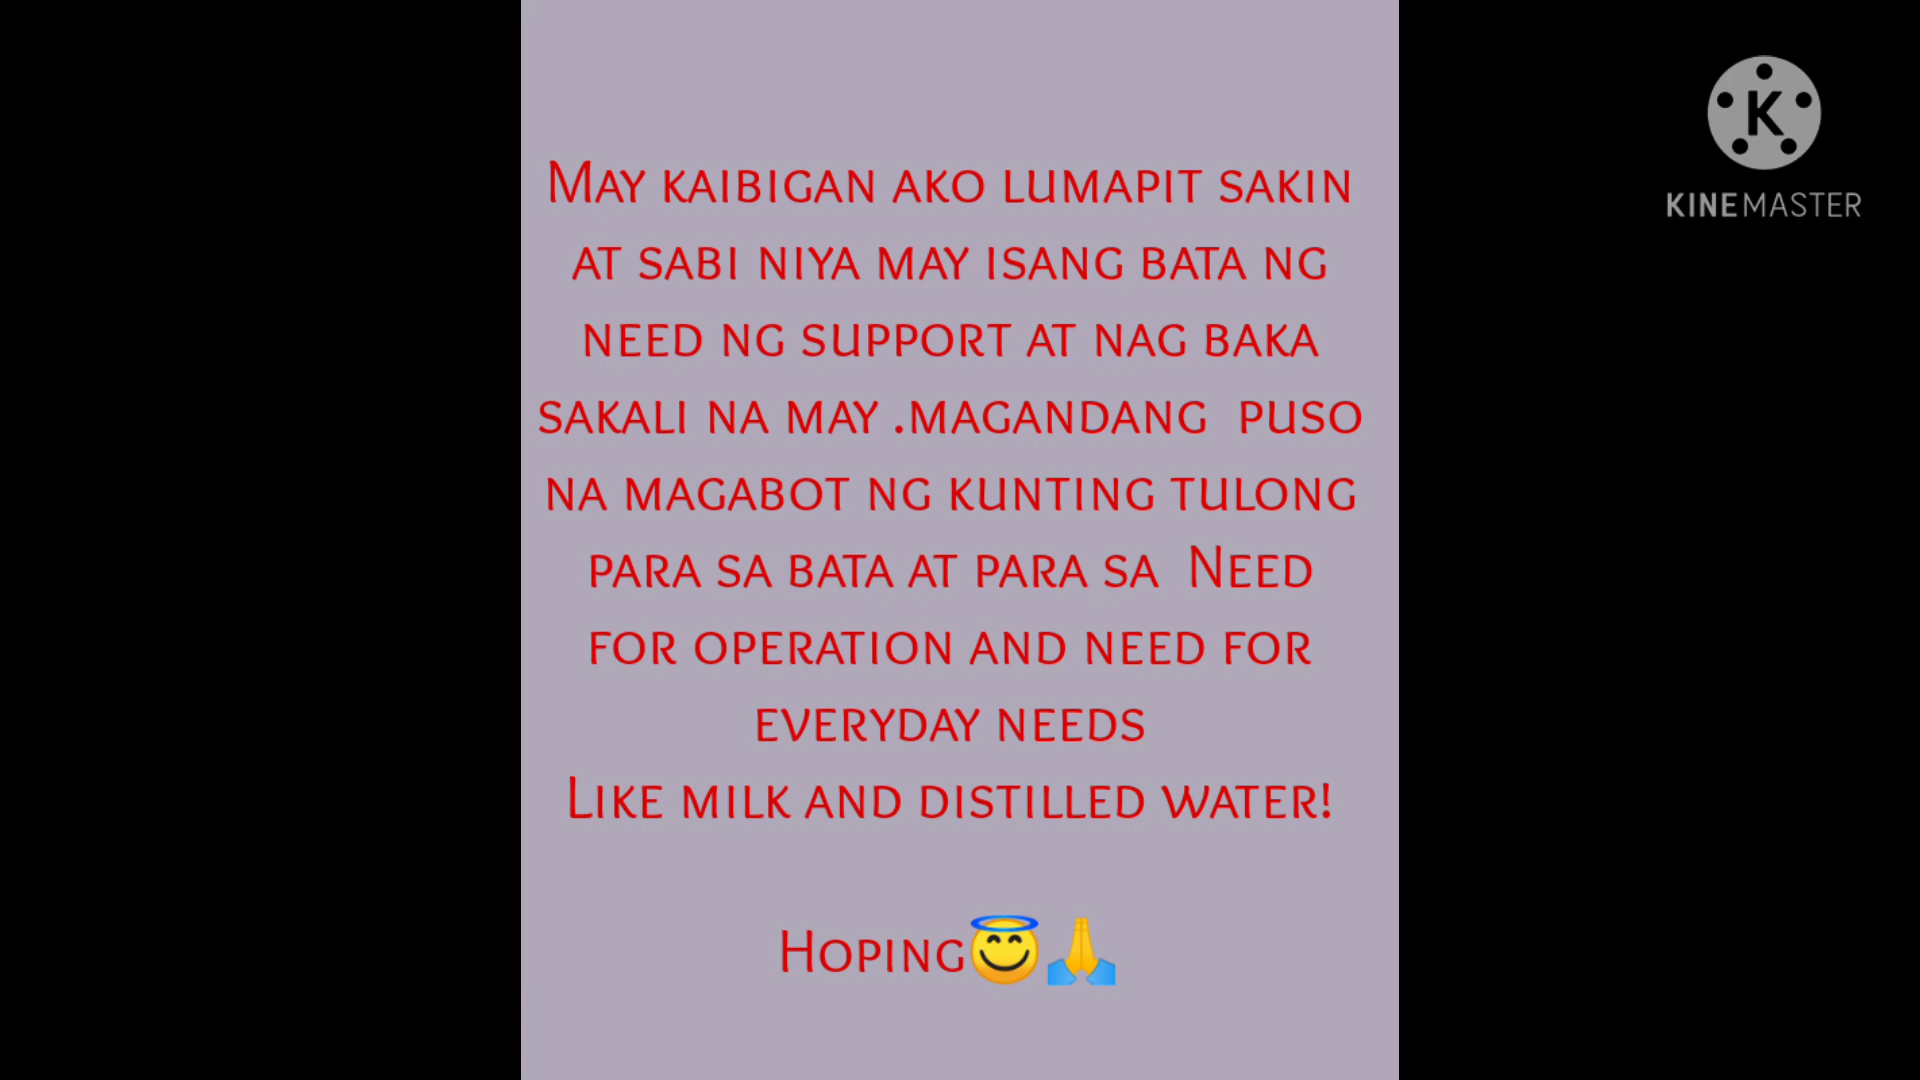 May kaibigan ako lumapit sakin
at sabi niya may isang bata ng
need ng support at nag baka
sakali na may .magandang  puso
na magabot ng kunting tulong
para sa bata at para sa  Need
for operation and need for
everyday needs
Like milk and distilled water!
Hoping😇🙏
K
KINEMASTER